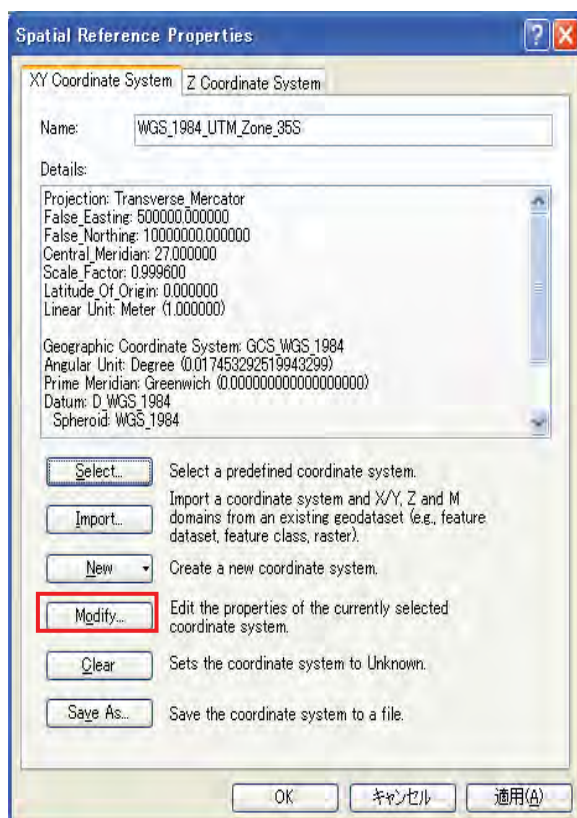 Spatial Reference Properties
XY Coordinate System
Z Coordinate System
Name: WGS_1984_UTM_Zone_35S
Details:
Projection: Transverse_Mercator
False_Easting: 500000.000000
False_Northing: 10000000.000000
Central_Meridian: 27.000000
Scale_Factor: 0.999600
Latitude_Of_Origin: 0.000000
Linear Unit: Meter (1.000000)
Geographic Coordinate System: GCS_WGS_1984
Angular Unit: Degree (0.017453292519943299)
Prime Meridian: Greenwich (0.000000000000000000)
Datum: D_WGS_1984
Spheroid: WGS_1984
Select... Select a predefined coordinate system.
Import... Import a coordinate system and X/Y, Z and M
domains from an existing geodataset (e.g., feature
dataset, feature class, raster).
New Create a new coordinate system.
Modify... Edit the properties of the currently selected
coordinate system.
Clear Sets the coordinate system to Unknown.
Save As... Save the coordinate system to a file.
OK キャンセル 適用(A)